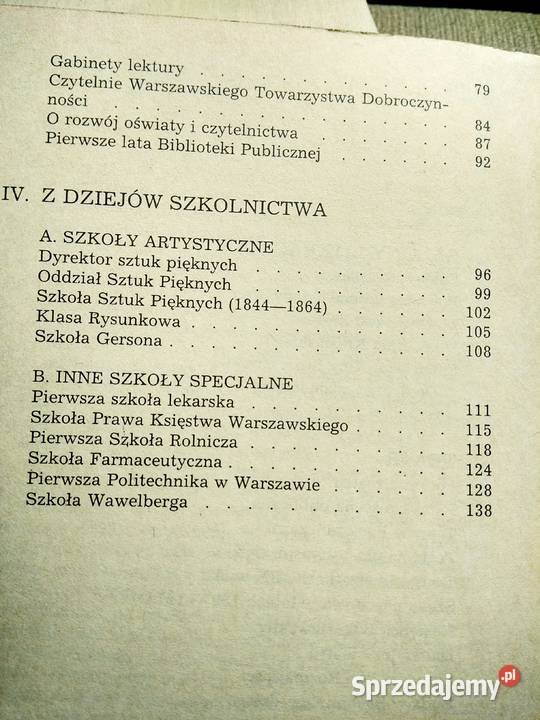 Gabinety lektury . . . . . . . . . . . 79
Czytelnie Warszawskiego Towarzystwa Dobroczyn-
ności . . . . . . . . . . . . . . 84
O rozwój oświaty i czytelnictwa . . . . . . . 87
Pierwsze lata Biblioteki Publicznej . . . . . . 92
IV. Z DZIEJÓW SZKOLNICTWA
A. SZKOŁY ARTYSTYCZNE
Dyrektor sztuk pięknych . . . . . . . . . 96
Oddział Sztuk Pięknych . . . . . . . . . 99
Szkoła Sztuk Pięknych (1844—1864) . . . . . . 102
Klasa Rysunkowa . . . . . . . . . . . 105
Szkoła Gersona . . . . . . . . . . . . 108
B. INNE SZKOŁY SPECJALNE
Pierwsza szkoła lekarska . . . . . . . . . 111
Szkoła Prawa Księstwa Warszawskiego . . . . . 115
Pierwsza Szkoła Rolnicza . . . . . . . . . 118
Szkoła Farmaceutyczna . . . . . . . . . . 124
Pierwsza Politechnika w Warszawie . . . . . . 128
Szkoła Wawelberga . . . . . . . . . . . 138
Sprzedajemy.pl